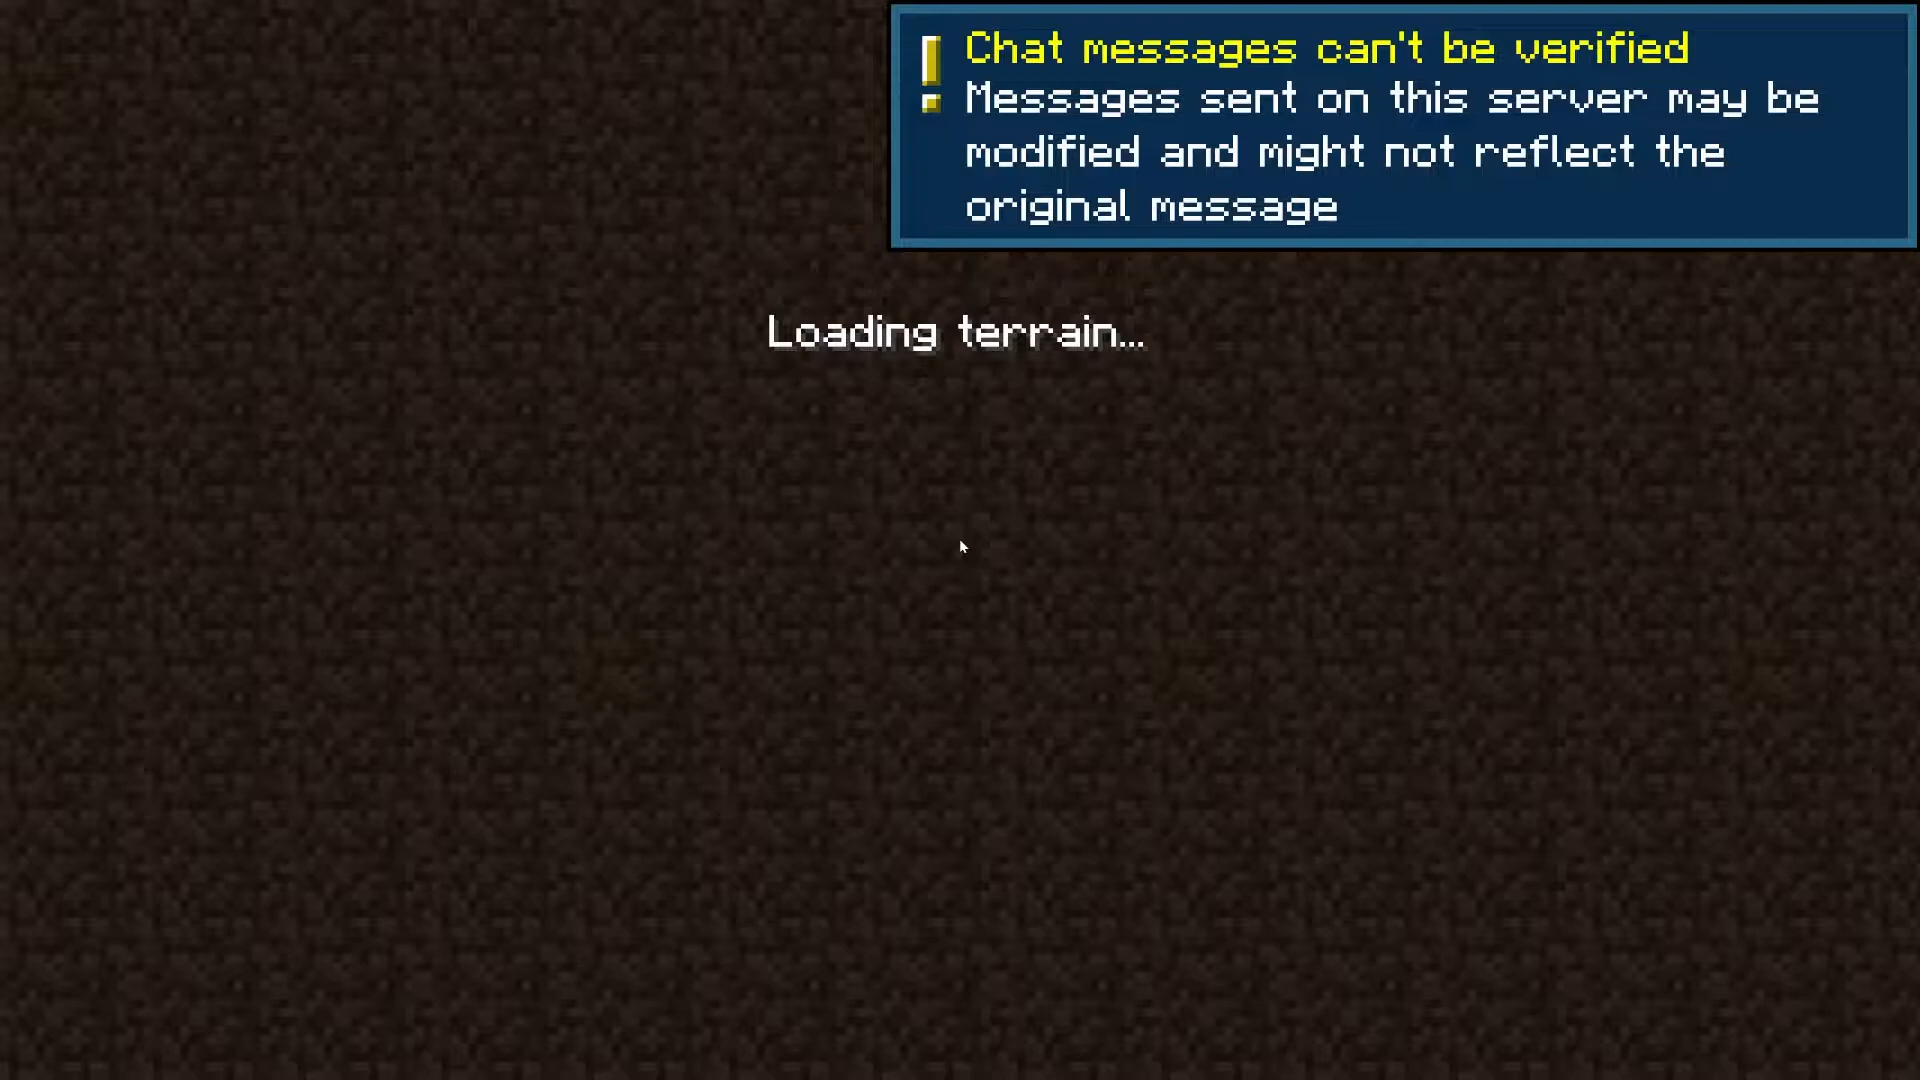 Chat messages can't be verified
Messages sent on this server may be
modified and might not reflect the
original message
Loading terrain...